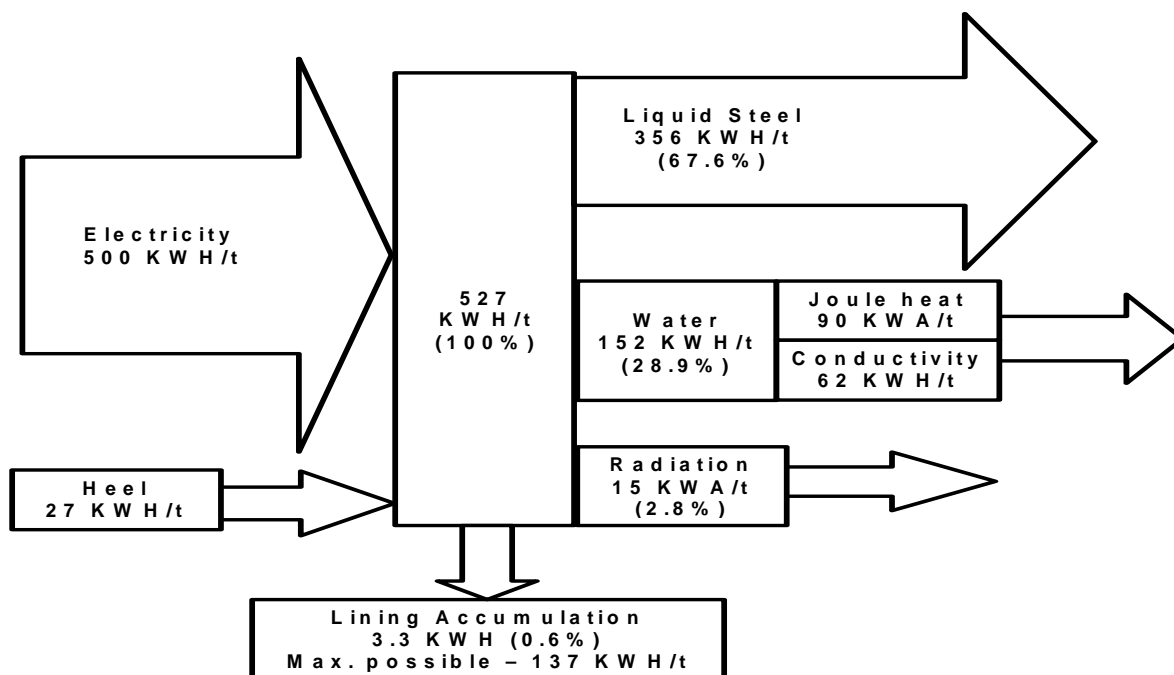 Electricity
500 KWH/t
Heel
27 KWH/t
527
KWH/t
(100%)
Liquid Steel
356 KWH/t
(67.6%)
Water
152 KWH/t
(28.9%)
Joule heat
90 KWA/t
Conductivity
62 KWH/t
Radiation
15 KWA/t
(2.8%)
Lining Accumulation
3.3 KWH (0.6%)
Max. possible – 137 KWH/t